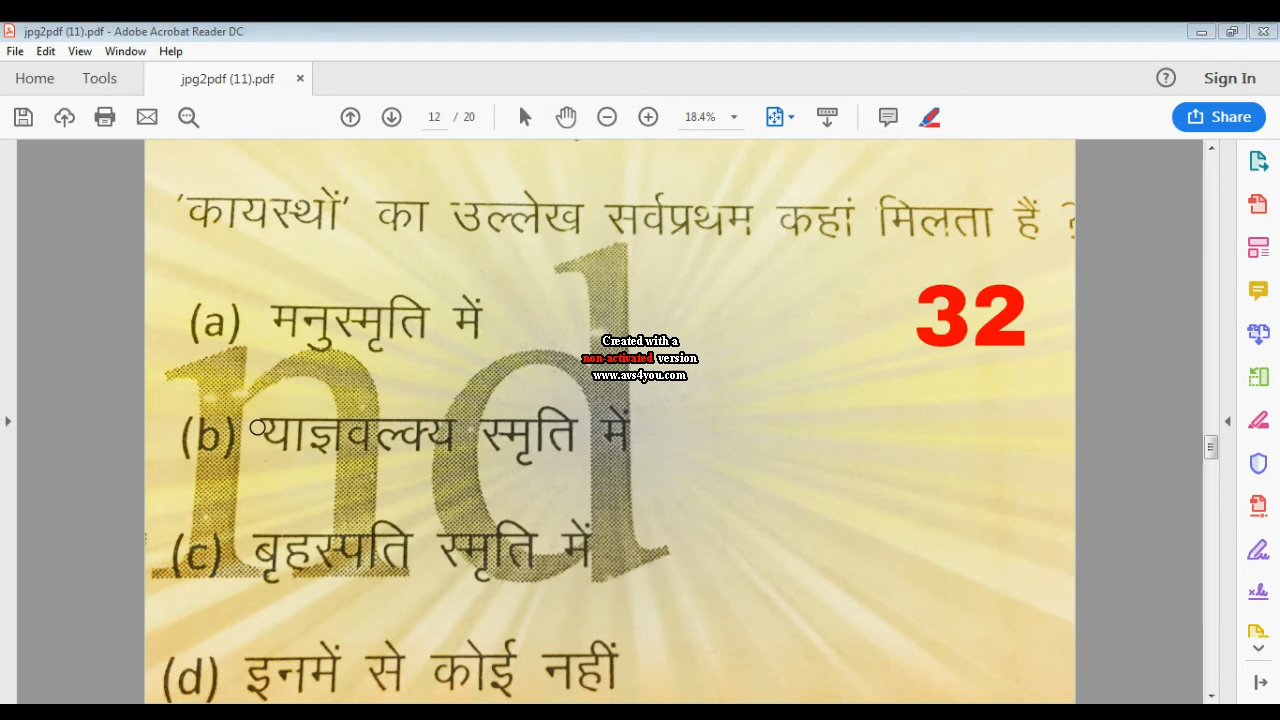 jpg2pdf (11).pdf - Adobe Acrobat Reader DC
File Edit View Window Help
Home Tools jpg2pdf (11).pdf × Sign In
12 / 20 18.4% Share
'कायस्थों' का उल्लेख सर्वप्रथम कहां मिलता हैं ?
(a) मनुस्मृति में
32
Created with a
non-activated version
www.avs4you.com
(b) याज्ञवल्क्य स्मृति में
(c) बृहस्पति स्मृति में
(d) इनमें से कोई नहीं
nd